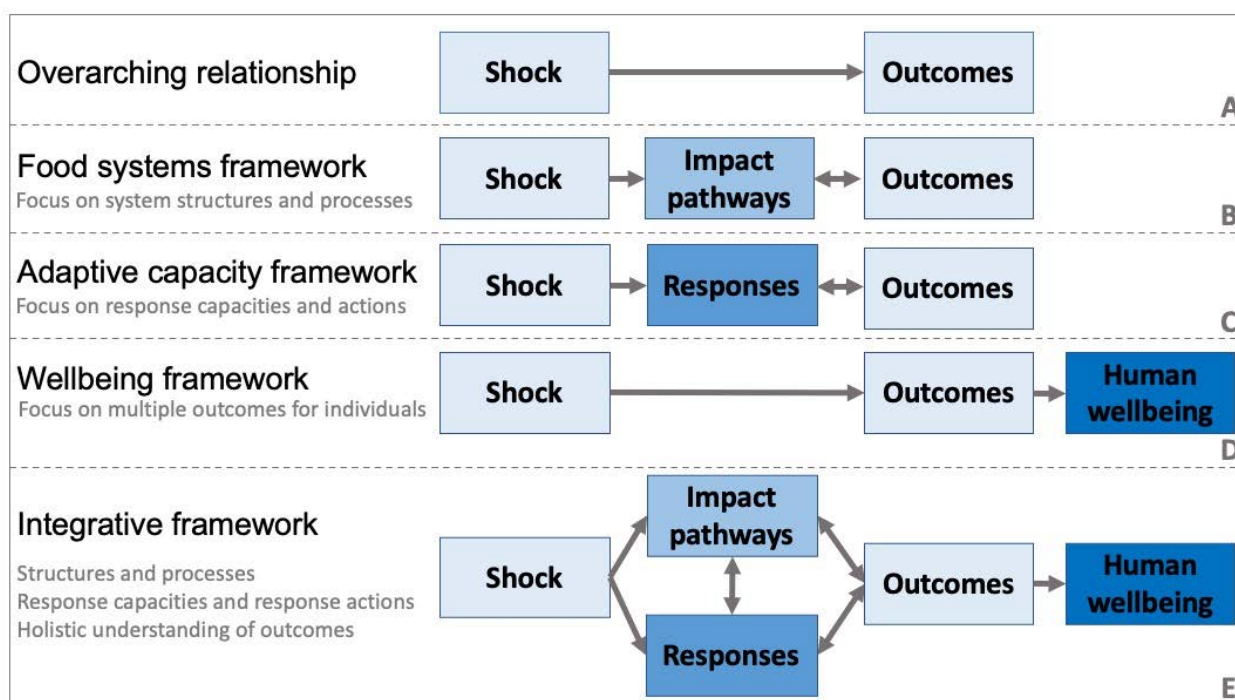 Overarching relationship
Shock
Outcomes
A
Food systems framework
Focus on system structures and processes
Shock
Impact
pathways
Outcomes
B
Adaptive capacity framework
Focus on response capacities and actions
Shock
Responses
Outcomes
C
Wellbeing framework
Focus on multiple outcomes for individuals
Shock
Outcomes
Human
wellbeing
D
Integrative framework
Structures and processes
Response capacities and response actions
Holistic understanding of outcomes
Shock
Impact
pathways
Responses
Outcomes
Human
wellbeing
E